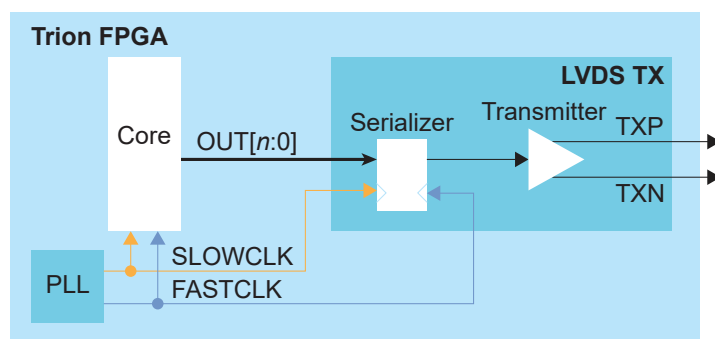 Trion FPGA
LVDS TX
Core
OUT[n:0]
Serializer
Transmitter
TXP
TXN
SLOWCLK
PLL
FASTCLK